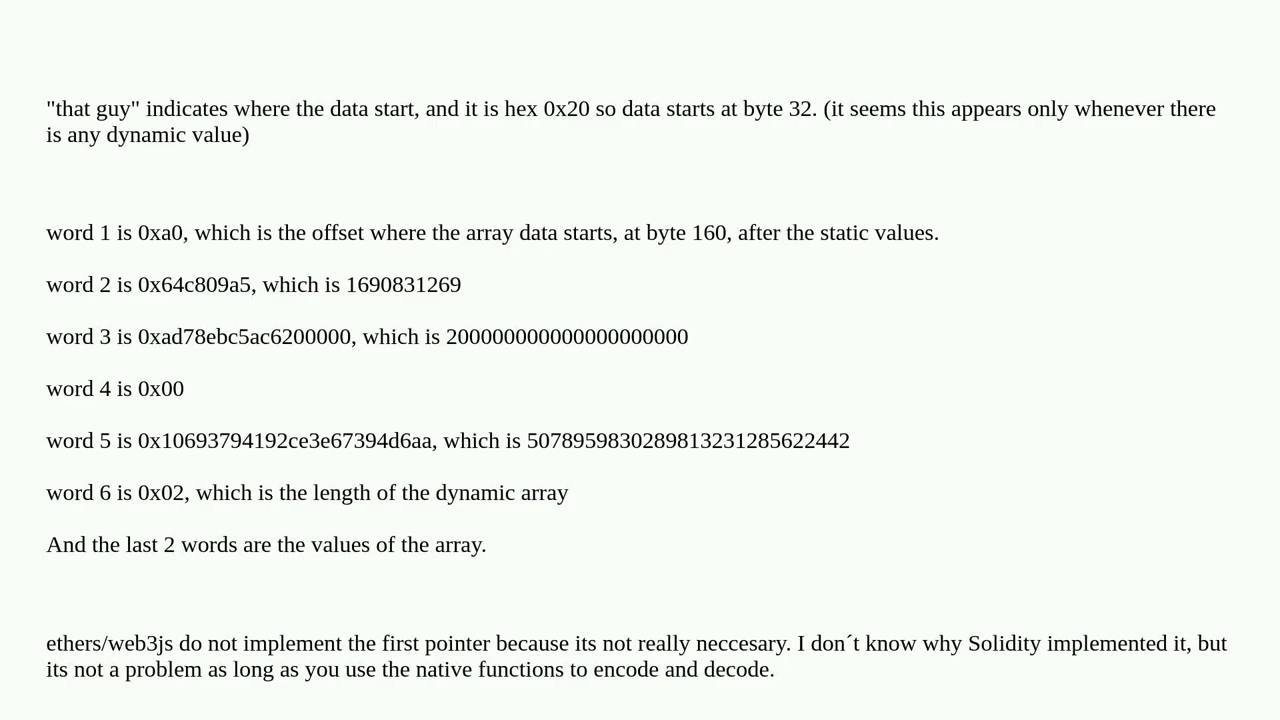 "that guy" indicates where the data start, and it is hex 0x20 so data starts at byte 32. (it seems this appears only whenever there
is any dynamic value)
word 1 is 0xa0, which is the offset where the array data starts, at byte 160, after the static values.
word 2 is 0x64c809a5, which is 1690831269
word 3 is 0xad78ebc5ac6200000, which is 200000000000000000000
word 4 is 0x00
word 5 is 0x10693794192ce3e67394d6aa, which is 5078959830289813231285622442
word 6 is 0x02, which is the length of the dynamic array
And the last 2 words are the values of the array.
ethers/web3js do not implement the first pointer because its not really neccesary. I don´t know why Solidity implemented it, but
its not a problem as long as you use the native functions to encode and decode.